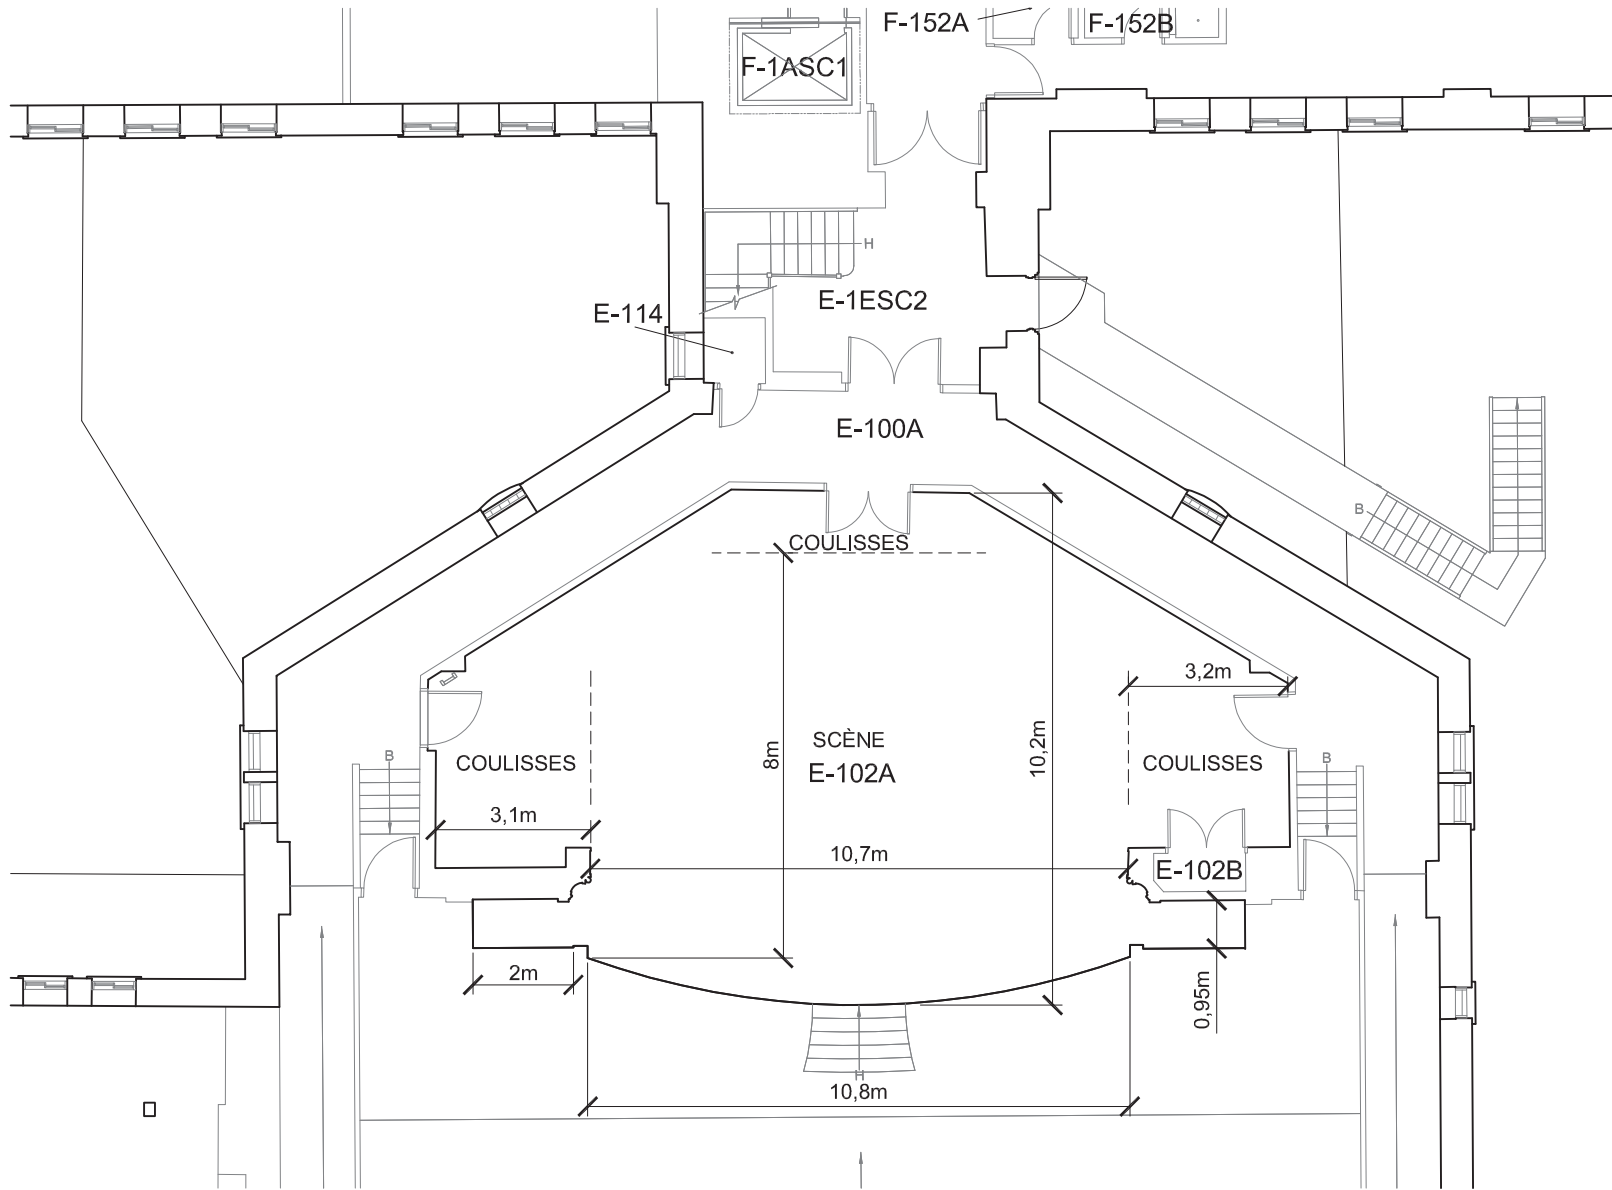 F-152A
F-152B
F-1ASC1
H
E-1ESC2
E-114
E-100A
B
COULISSES
3,2m
SCÈNE
E-102A
8m
10,2m
B
COULISSES
COULISSES
B
3,1m
10,7m
E-102B
2m
0,95m
H
10,8m